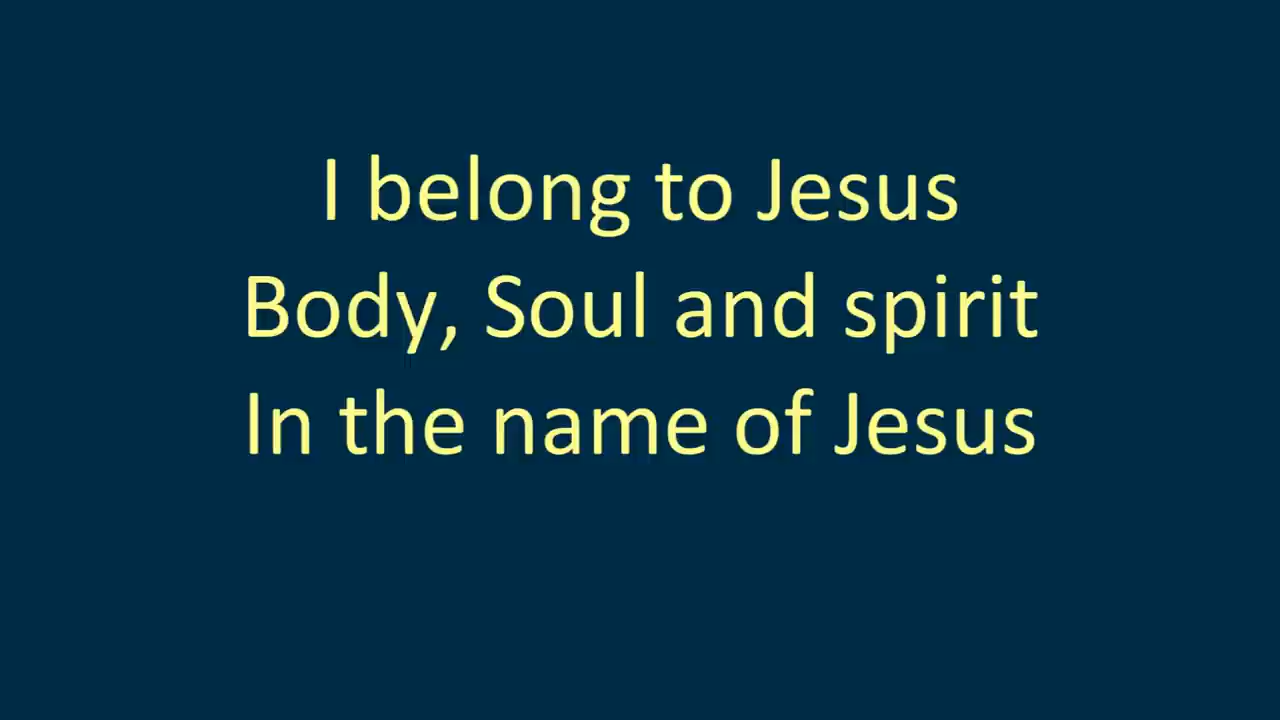 I belong to Jesus
Body, Soul and spirit
In the name of Jesus